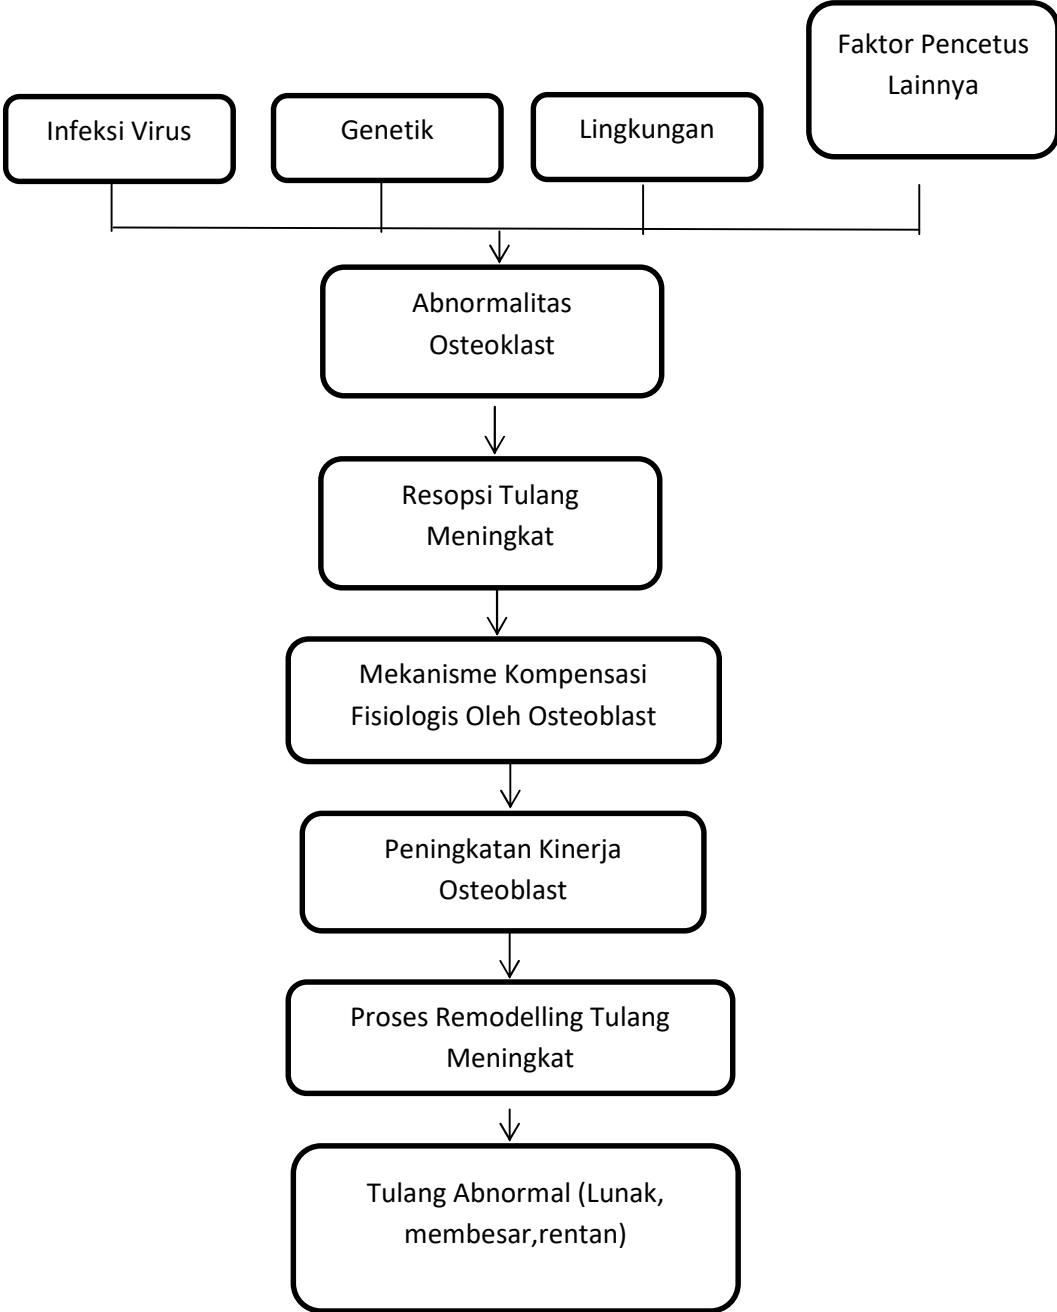 Faktor Pencetus
Lainnya
Infeksi Virus
Genetik
Lingkungan
Abnormalitas
Osteoklast
Resopsi Tulang
Meningkat
Mekanisme Kompensasi
Fisiologis Oleh Osteoblast
Peningkatan Kinerja
Osteoblast
Proses Remodelling Tulang
Meningkat
Tulang Abnormal (Lunak,
membesar,rentan)